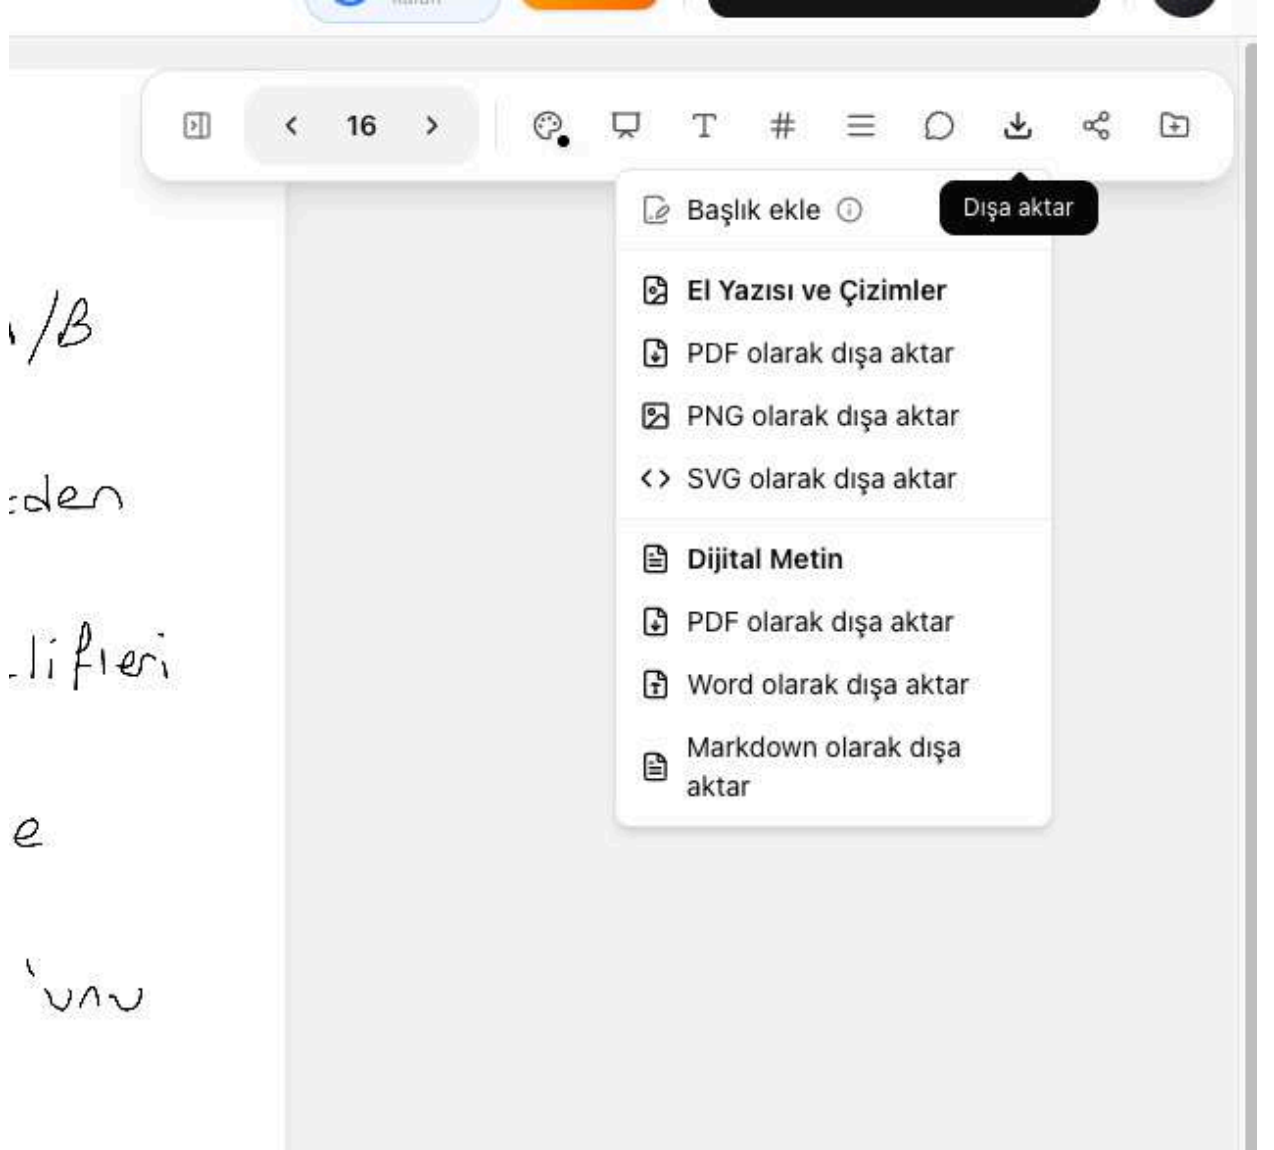 16
Dışa aktar
Başlık ekle
El Yazısı ve Çizimler
PDF olarak dışa aktar
PNG olarak dışa aktar
SVG olarak dışa aktar
Dijital Metin
PDF olarak dışa aktar
Word olarak dışa aktar
Markdown olarak dışa
aktar
/B
den
lifleri
e